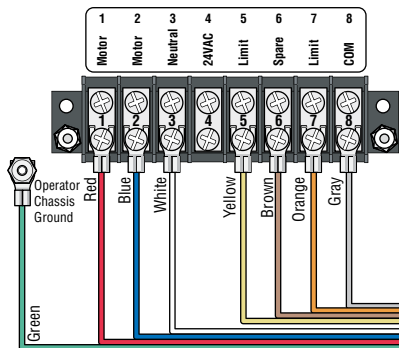 1 2 3 4 5 6 7 8
Motor Motor Neutral 24VAC Limit Spare Limit COM
1 2 3 4 5 6 7 8
Operator
Chassis
Ground
Red Blue White Yellow Brown Orange Gray
Green